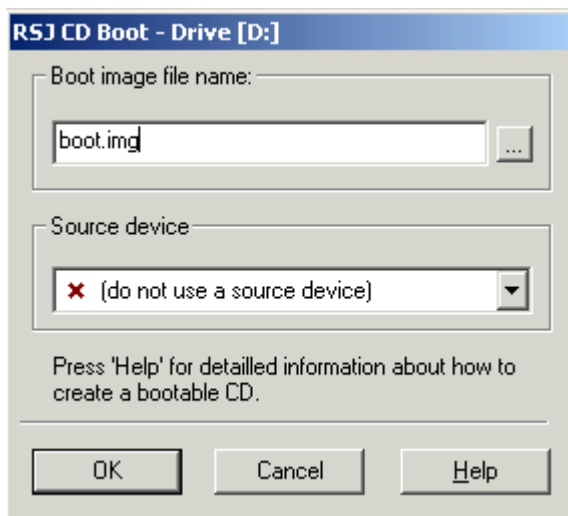 RSJ CD Boot - Drive [D:]
Boot image file name:
boot.img
...
Source device
(do not use a source device)
Press 'Help' for detailled information about how to
create a bootable CD.
OK
Cancel
Help